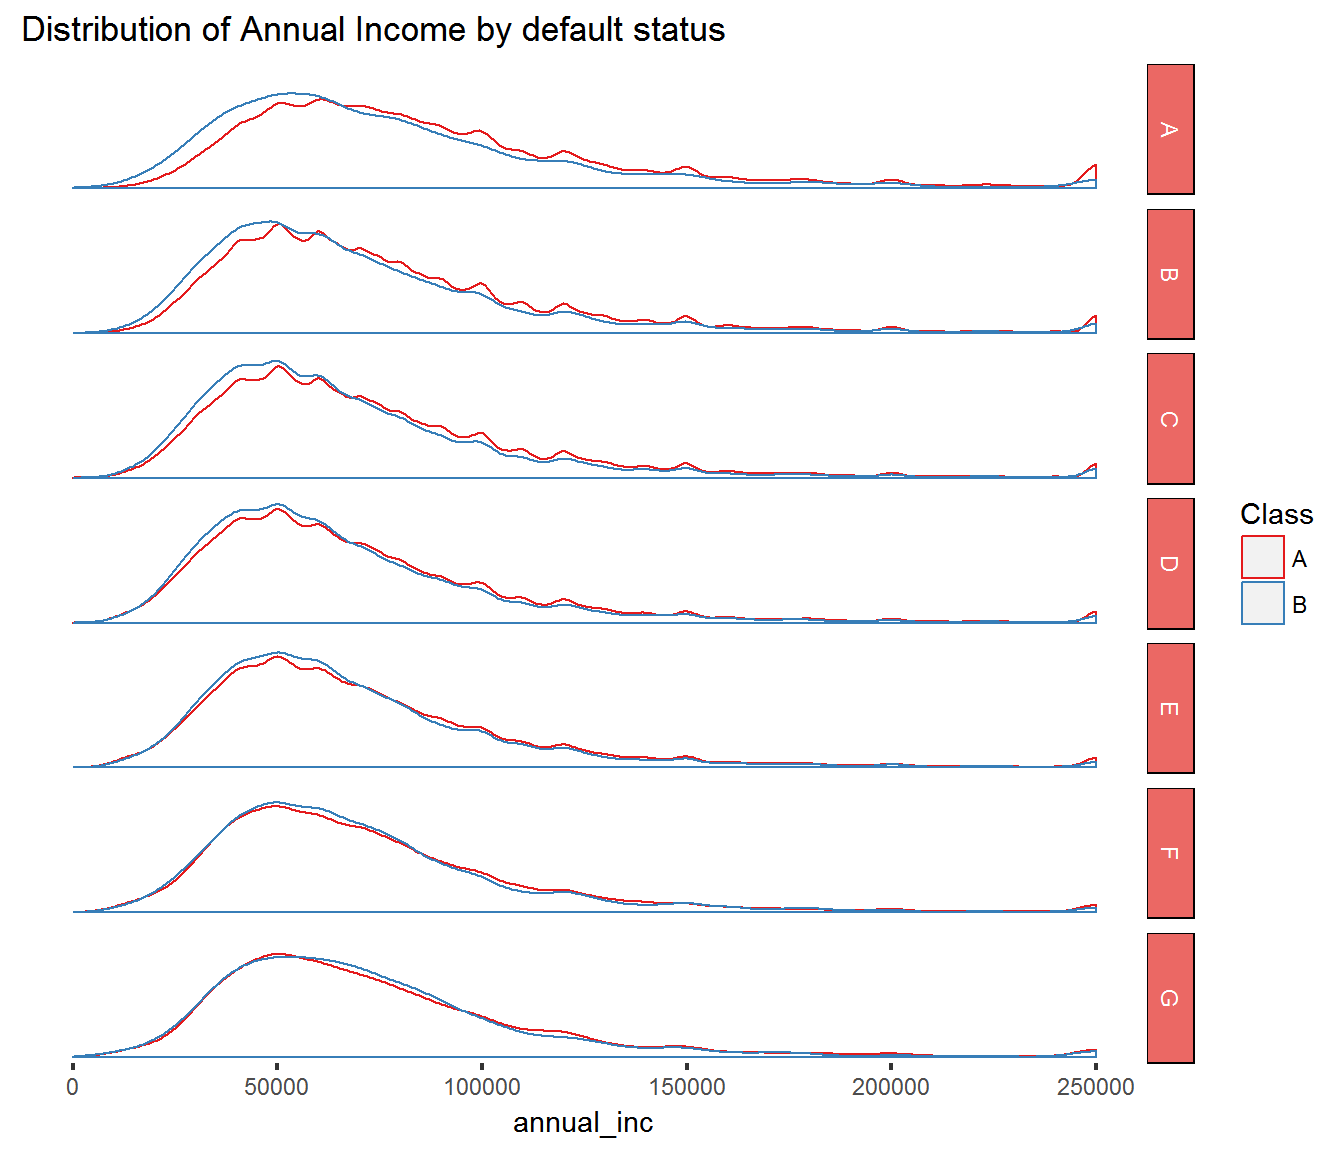 Distribution of Annual Income by default status
A
B
C
D
E
F
G
Class
A
B
0 50000 100000 150000 200000 250000
annual_inc